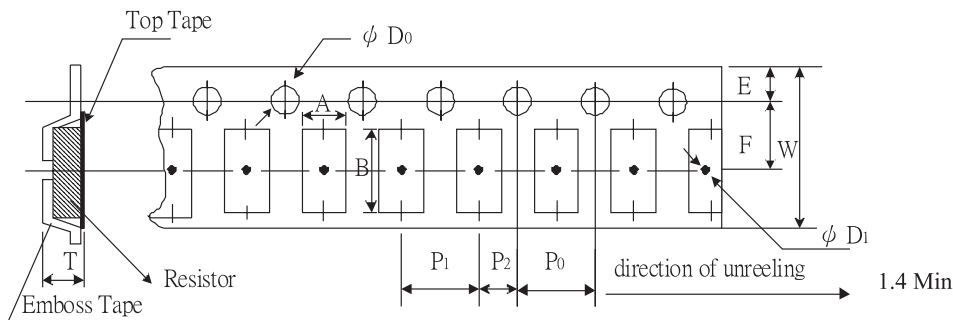 Top Tape
ϕ D0
A
E
F
W
B
ϕ D1
T
Resistor
P1
P2
P0
direction of unreeling
1.4 Min
Emboss Tape